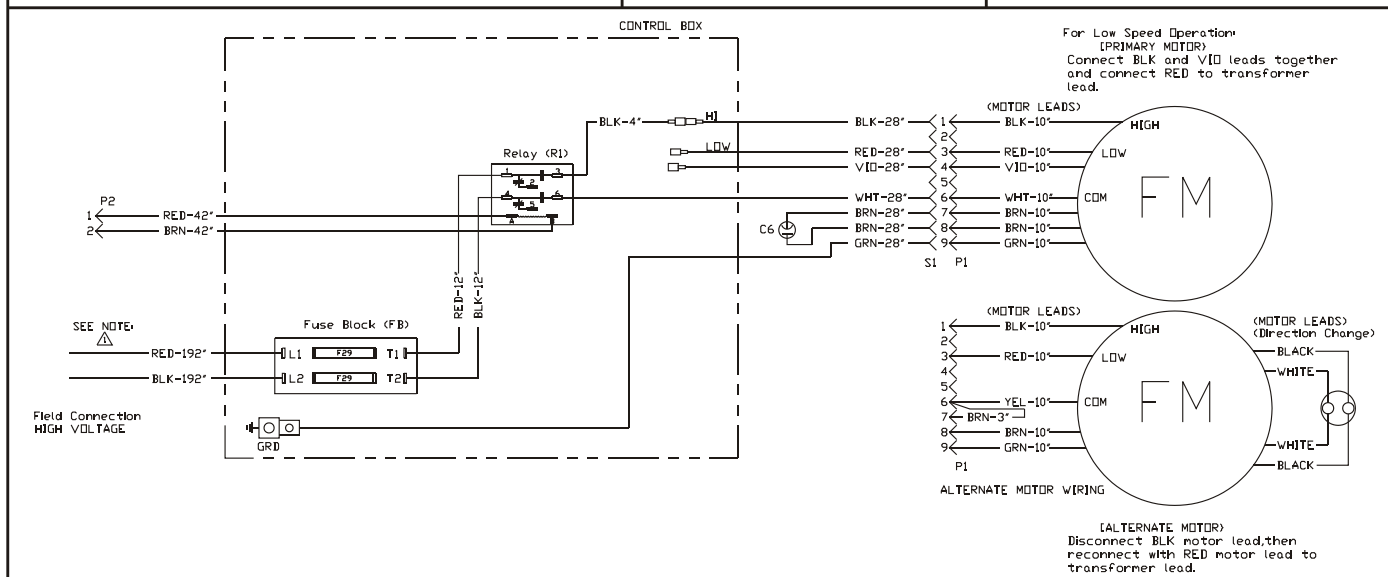 CONTROL BOX
For Low Speed Operation:
(PRIMARY MOTOR)
Connect BLK and VIO leads together
and connect RED to transformer
lead.
(MOTOR LEADS)
BLK-4"
HI
BLK-28"
1
BLK-10"
HIGH
2
LOW
RED-28"
3
RED-10"
LOW
VIO-28"
4
VIO-10"
5
WHT-28"
6
WHT-10"
COM
FM
BRN-28"
7
BRN-10"
C6
BRN-28"
8
BRN-10"
GRN-28"
9
GRN-10"
S1
P1
Relay (R1)
1
2
3
4
5
6
A
P2
1
RED-42"
2
BRN-42"
RED-12"
BLK-12"
SEE NOTE:
1
Fuse Block (FB)
RED-192"
L1
F29
T1
BLK-192"
L2
F29
T2
Field Connection
HIGH VOLTAGE
GRD
(MOTOR LEADS)
1
BLK-10"
HIGH
2
3
RED-10"
LOW
4
5
6
YEL-10"
COM
FM
7
BRN-3"
8
BRN-10"
9
GRN-10"
P1
(MOTOR LEADS)
(Direction Change)
BLACK
WHITE
WHITE
BLACK
ALTERNATE MOTOR WIRING
(ALTERNATE MOTOR)
Disconnect BLK motor lead,then
reconnect with RED motor lead to
transformer lead.